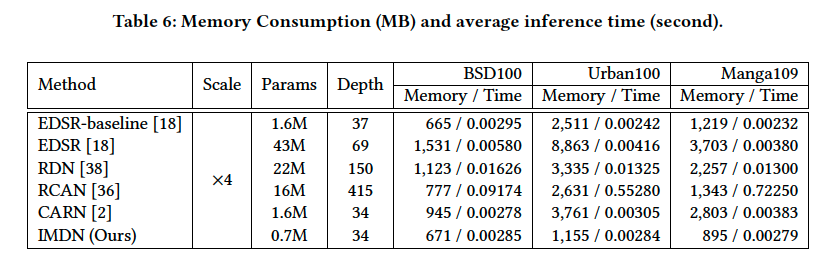 Table 6: Memory Consumption (MB) and average inference time (second).
Method Scale Params Depth BSD100 Urban100 Manga109
Memory / Time Memory / Time Memory / Time
EDSR-baseline [18] 1.6M 37 665 / 0.00295 2,511 / 0.00242 1,219 / 0.00232
EDSR [18] 43M 69 1,531 / 0.00580 8,863 / 0.00416 3,703 / 0.00380
RDN [38] 22M 150 1,123 / 0.01626 3,335 / 0.01325 2,257 / 0.01300
×4
RCAN [36] 16M 415 777 / 0.09174 2,631 / 0.55280 1,343 / 0.72250
CARN [2] 1.6M 34 945 / 0.00278 3,761 / 0.00305 2,803 / 0.00383
IMDN (Ours) 0.7M 34 671 / 0.00285 1,155 / 0.00284 895 / 0.00279